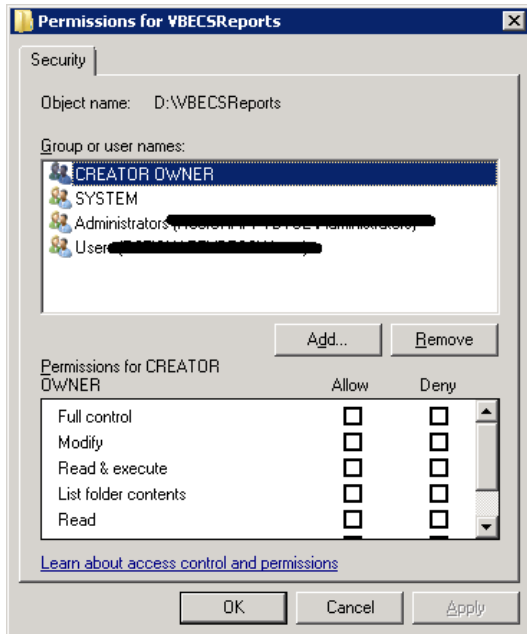 Permissions for VBECSReports
Security
Object name: D:\VBECSReports
Group or user names:
CREATOR OWNER
SYSTEM
Administrators
Users
Add... Remove
Permissions for CREATOR
OWNER Allow Deny
Full control
Modify
Read & execute
List folder contents
Read
Learn about access control and permissions
OK Cancel Apply